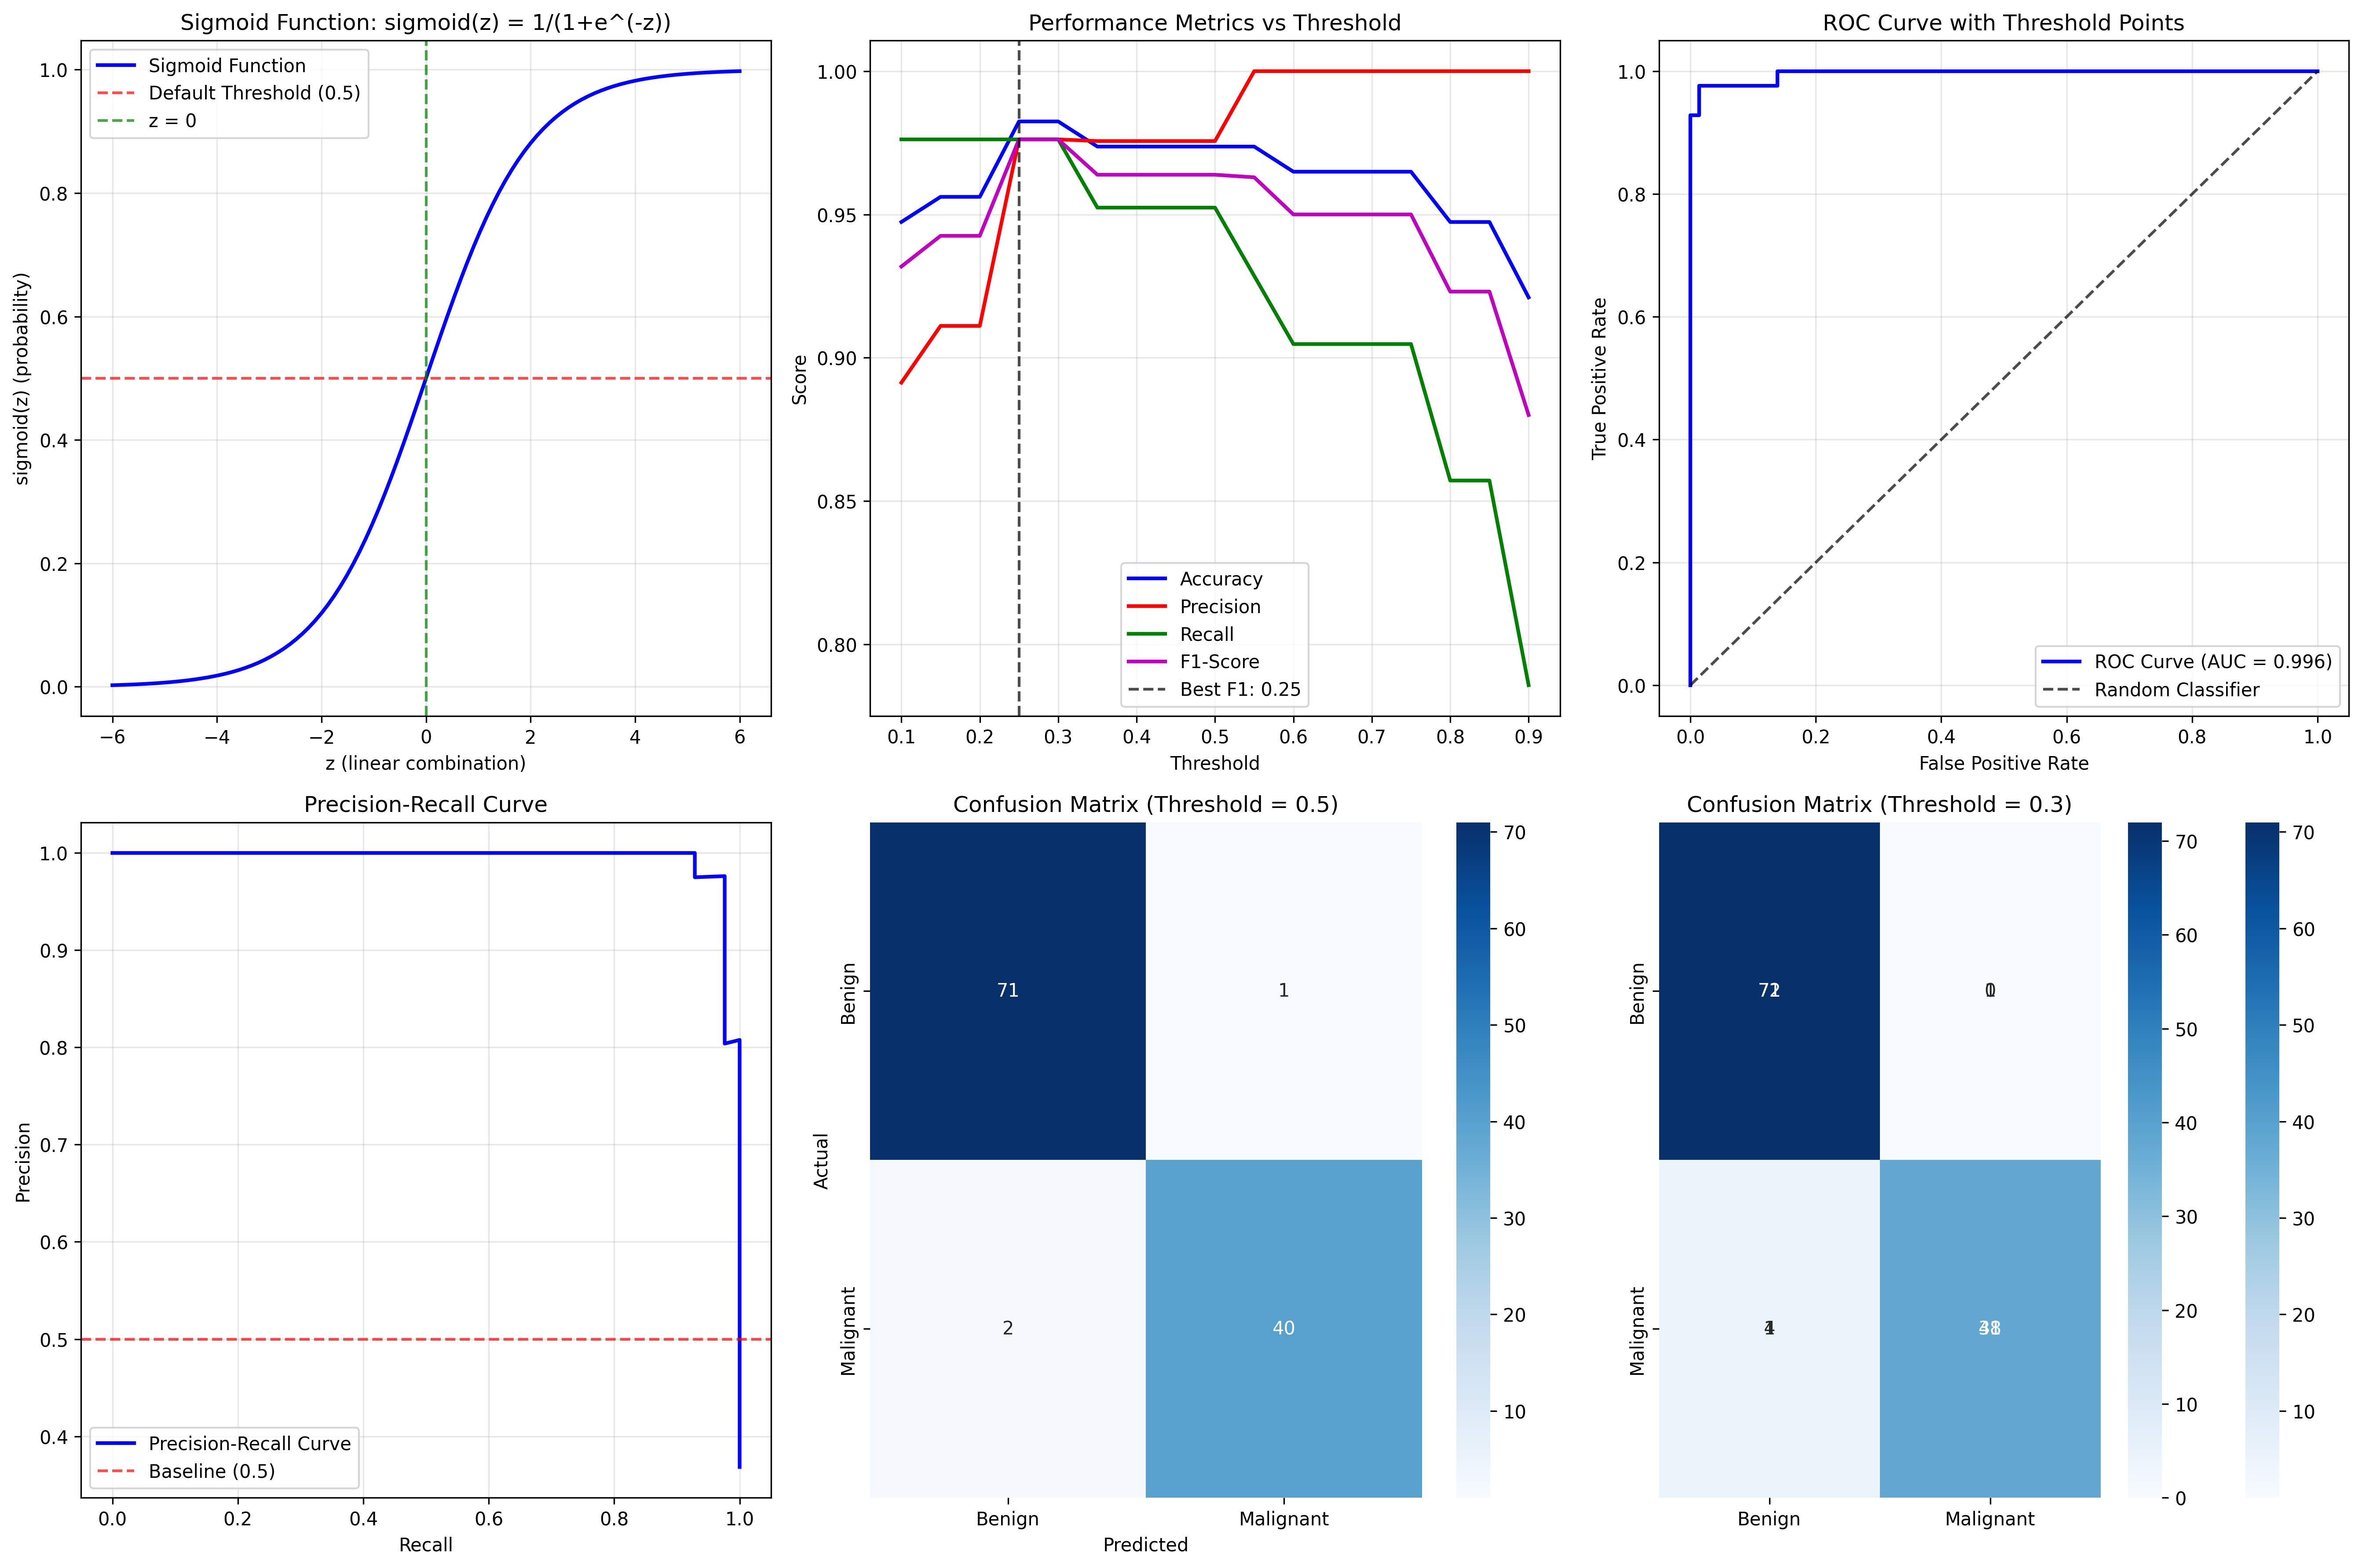 Sigmoid Function: sigmoid(z) = 1/(1+e^(-z))
Sigmoid Function
Default Threshold (0.5)
z = 0
1.0
0.8
0.6
0.4
0.2
0.0
sigmoid(z) (probability)
−6
−4
−2
0
2
4
6
z (linear combination)
Performance Metrics vs Threshold
1.00
0.95
0.90
0.85
0.80
Score
Accuracy
Precision
Recall
F1-Score
Best F1: 0.25
0.1
0.2
0.3
0.4
0.5
0.6
0.7
0.8
0.9
Threshold
ROC Curve with Threshold Points
1.0
0.8
0.6
0.4
0.2
0.0
True Positive Rate
ROC Curve (AUC = 0.996)
Random Classifier
0.0
0.2
0.4
0.6
0.8
1.0
False Positive Rate
Precision-Recall Curve
1.0
0.9
0.8
0.7
0.6
0.5
0.4
Precision
Precision-Recall Curve
Baseline (0.5)
0.0
0.2
0.4
0.6
0.8
1.0
Recall
Confusion Matrix (Threshold = 0.5)
Benign
Malignant
Actual
71
1
2
40
Benign
Malignant
Predicted
70
60
50
40
30
20
10
Confusion Matrix (Threshold = 0.3)
Benign
Malignant
Benign
Malignant
70
60
50
40
30
20
10
0
70
60
50
40
30
20
10